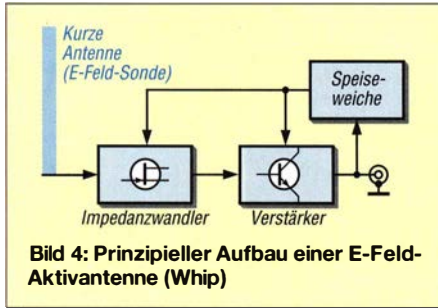 Kurze
Antenne
(E-Feld-Sonde)
Speise-
weiche
Impedanzwandler
Verstärker
Bild 4: Prinzipieller Aufbau einer E-Feld-
Aktivantenne (Whip)